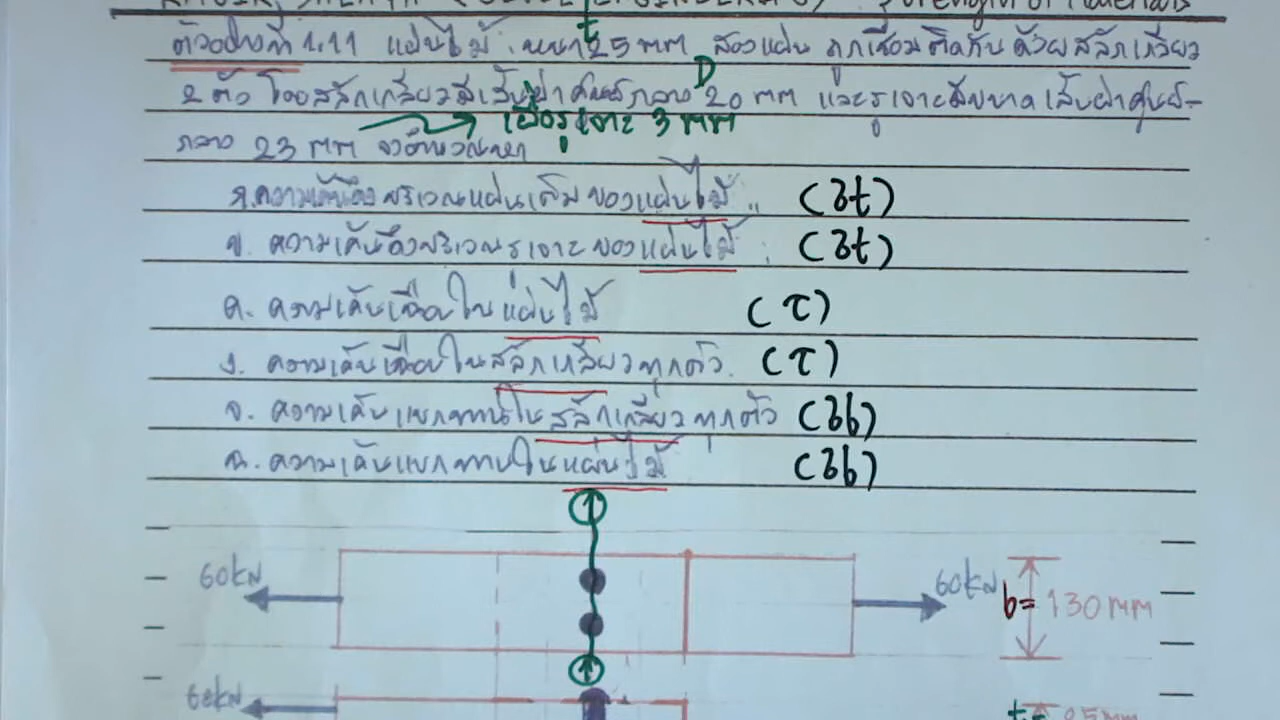 t
ตัวอย่างที่ 1.11 แผ่นไม้ หนา 25 mm สองแผ่น ถูกเชื่อมติดกันด้วยสลักเกลียว
D
2 ตัว โดยสลักเกลียวมีเส้นผ่าศูนย์กลาง 20 mm และรูเจาะมีขนาดเส้นผ่าศูนย์-
เผื่อรูเจาะ 3 mm
กลาง 23 mm จงคำนวณหา
ก. ความเค้นดึงบริเวณแผ่นเต็มของแผ่นไม้
ข. ความเค้นดึงบริเวณรูเจาะของแผ่นไม้
ค. ความเค้นเฉือนในแผ่นไม้ (τ)
ง. ความเค้นเฉือนในสลักเกลียวทุกตัว (τ)
จ. ความเค้นแบกทานในสลักเกลียวทุกตัว
ฉ. ความเค้นแบกทานในแผ่นไม้
60kN
60kN
b= 130 mm
60kN
t= 25mm